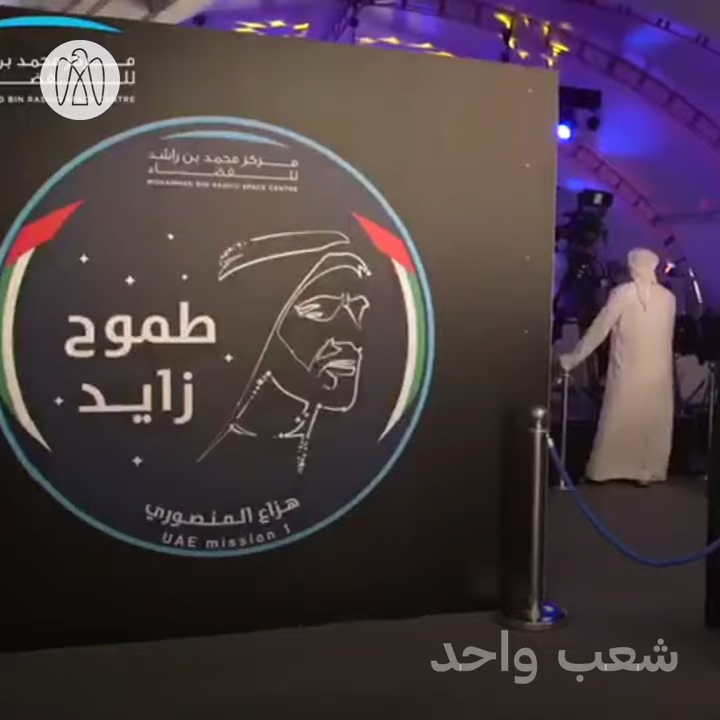 مركز محمد بن راشد
للفضاء
MOHAMMED BIN RASHID SPACE CENTRE
طموح
زايد
هزاع المنصوري
UAE mission 1
شعب واحد